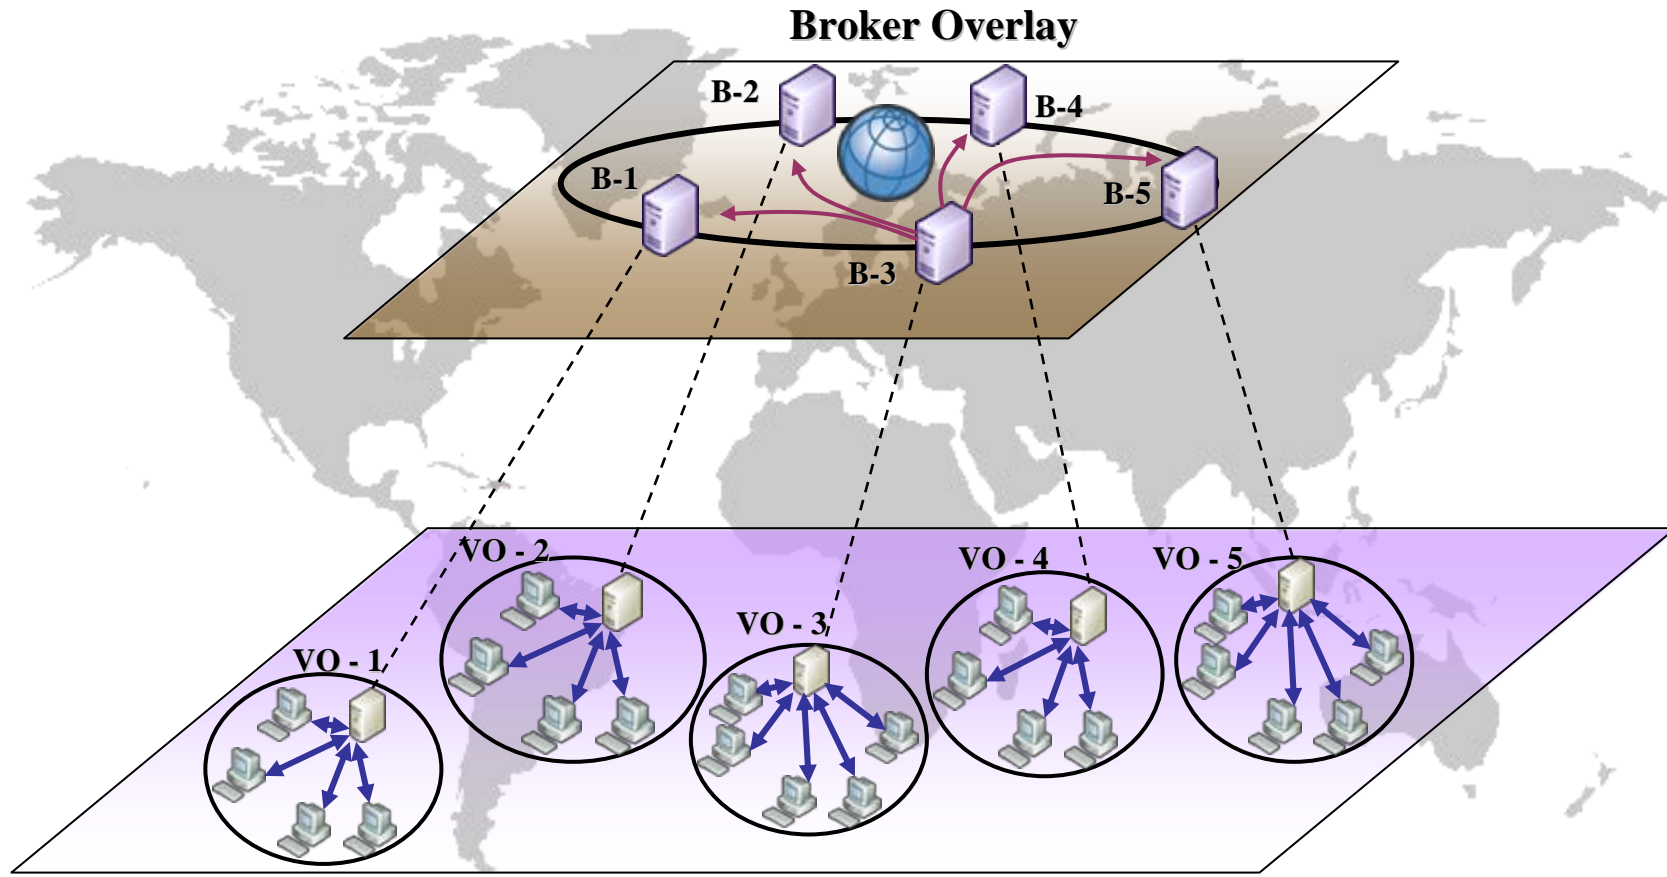 Broker Overlay
B-2
B-4
B-1
B-5
B-3
VO - 2
VO - 4
VO - 5
VO - 3
VO - 1